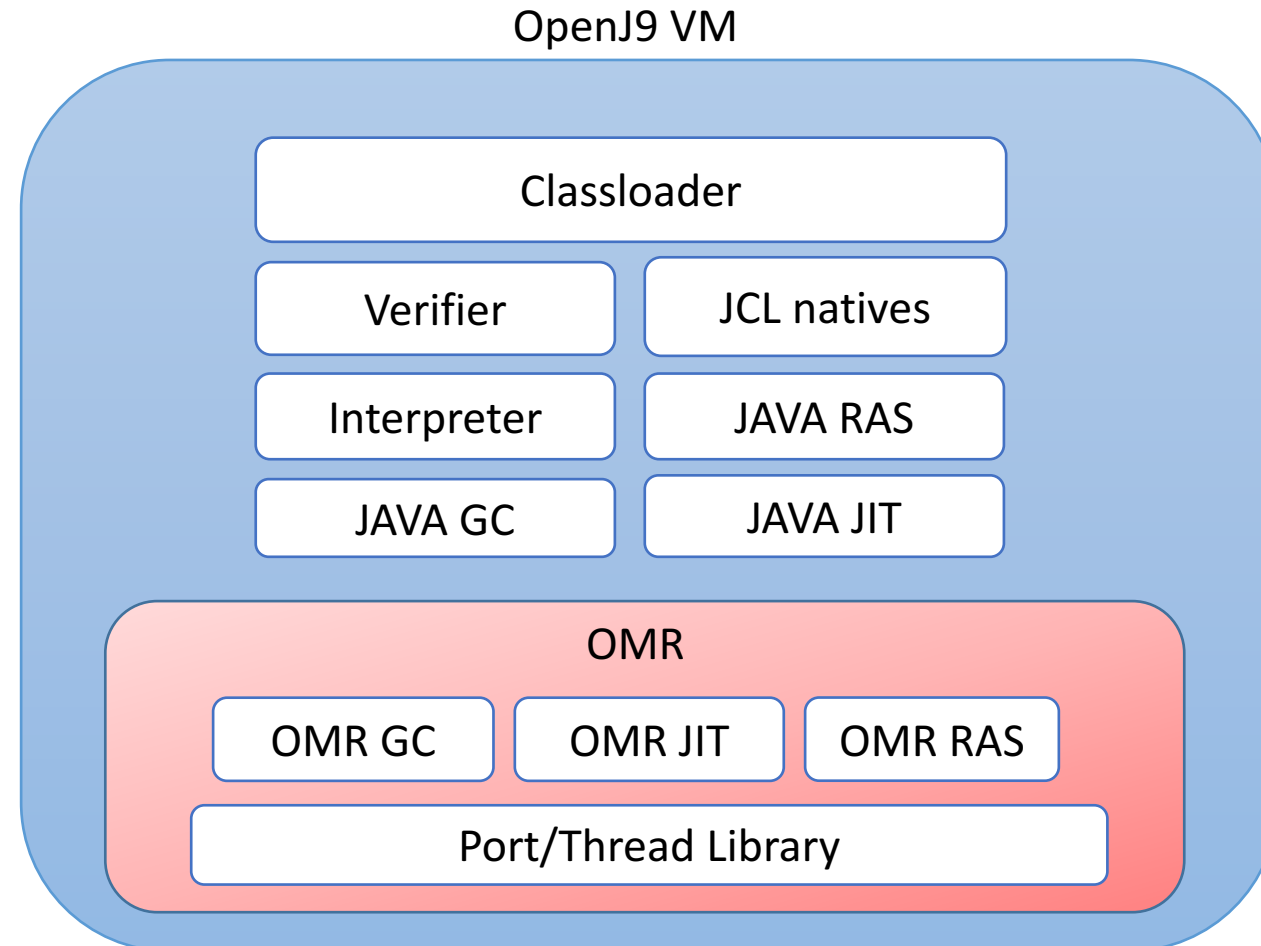 OpenJ9 VM
Classloader
Verifier
JCL natives
Interpreter
JAVA RAS
JAVA GC
JAVA JIT
OMR
OMR GC
OMR JIT
OMR RAS
Port/Thread Library